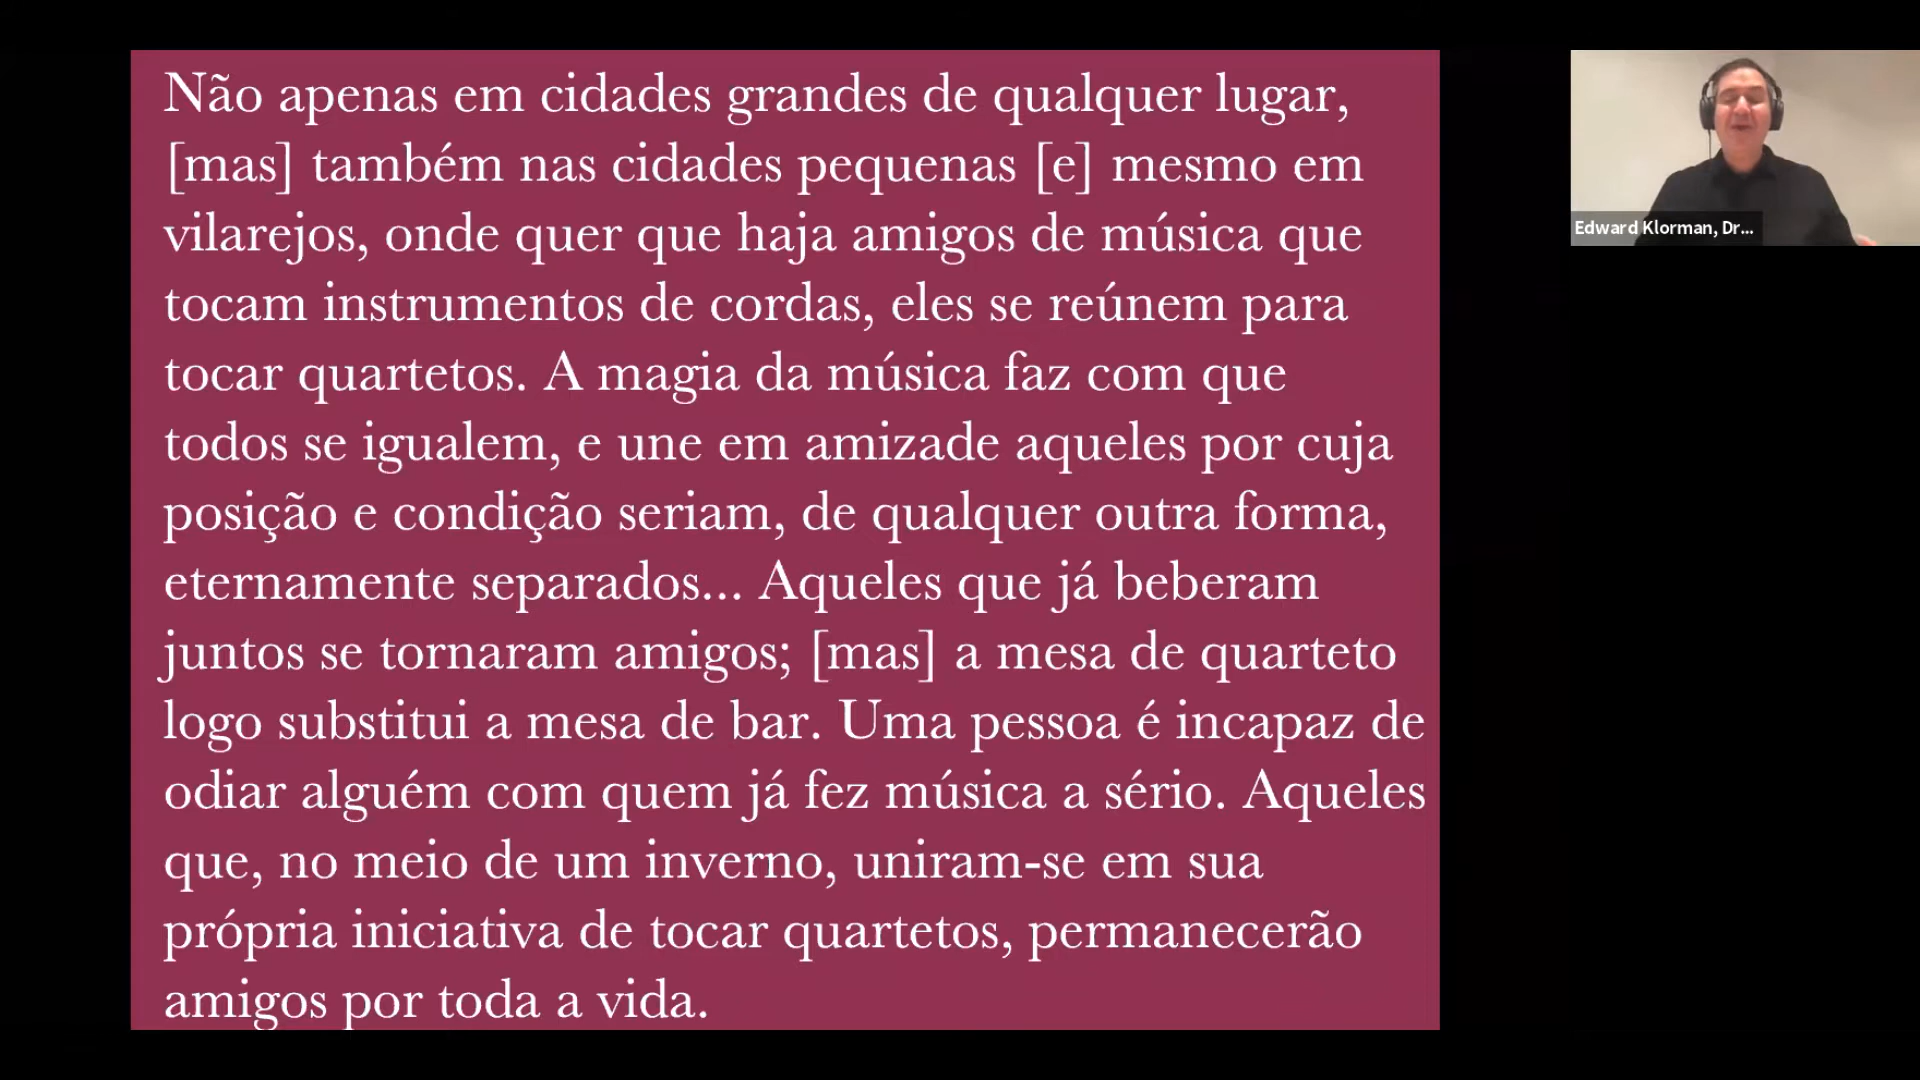 Não apenas em cidades grandes de qualquer lugar,
[mas] também nas cidades pequenas [e] mesmo em
vilarejos, onde quer que haja amigos de música que
tocam instrumentos de cordas, eles se reúnem para
tocar quartetos. A magia da música faz com que
todos se igualem, e une em amizade aqueles por cuja
posição e condição seriam, de qualquer outra forma,
eternamente separados... Aqueles que já beberam
juntos se tornaram amigos; [mas] a mesa de quarteto
logo substitui a mesa de bar. Uma pessoa é incapaz de
odiar alguém com quem já fez música a sério. Aqueles
que, no meio de um inverno, uniram-se em sua
própria iniciativa de tocar quartetos, permanecerão
amigos por toda a vida.
Edward Klorman, Dr...